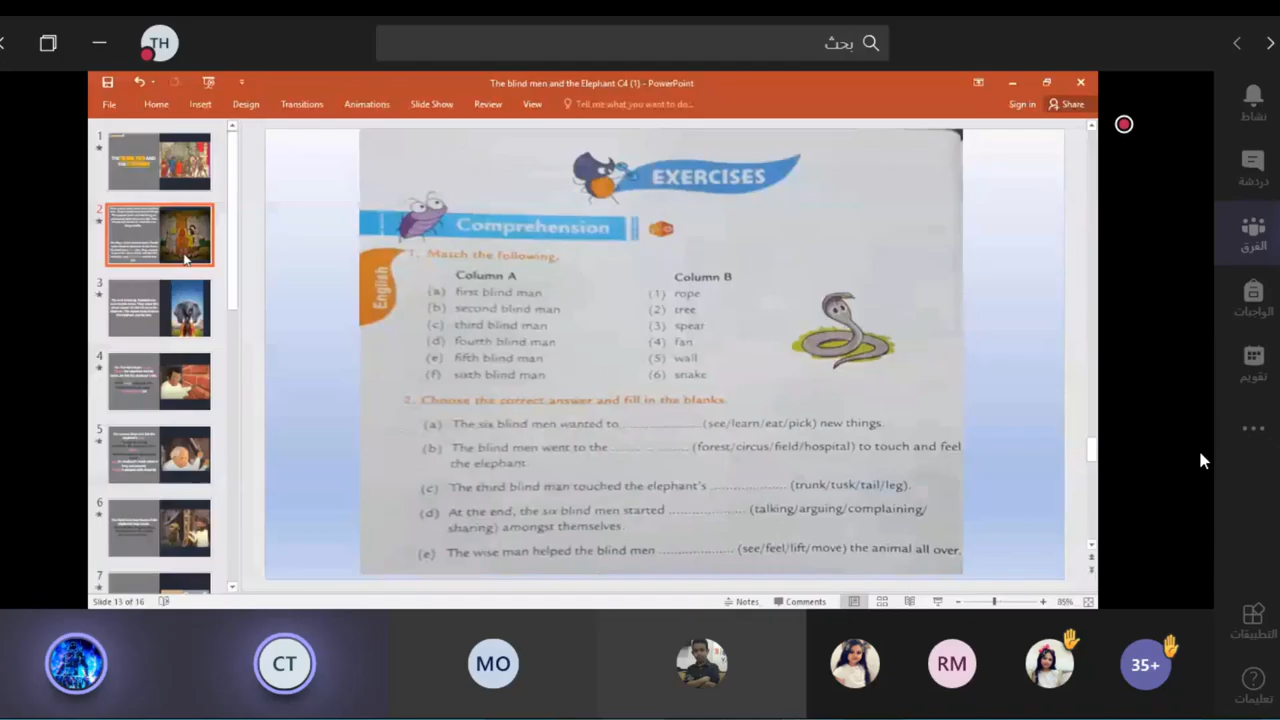 TH
بحث
The blind men and the Elephant C4 (1) - PowerPoint
File Home Insert Design Transitions Animations Slide Show Review View Tell me what you want to do... Sign in Share
نشاط
دردشة
الفرق
الواجبات
تقويم
التطبيقات
تعليمات
1
2
3
4
5
6
7
EXERCISES
Comprehension
English
1. Match the following.
Column A Column B
(a) first blind man (1) rope
(b) second blind man (2) tree
(c) third blind man (3) spear
(d) fourth blind man (4) fan
(e) fifth blind man (5) wall
(f) sixth blind man (6) snake
2. Choose the correct answer and fill in the blanks.
(a) The six blind men wanted to .................... (see/learn/eat/pick) new things.
(b) The blind men went to the .................... (forest/circus/field/hospital) to touch and feel
the elephant.
(c) The third blind man touched the elephant's .................... (trunk/tusk/tail/leg).
(d) At the end, the six blind men started .................... (talking/arguing/complaining/
sharing) amongst themselves.
(e) The wise man helped the blind men .................... (see/feel/lift/move) the animal all over.
Slide 13 of 16 Notes Comments 85%
CT MO RM 35+